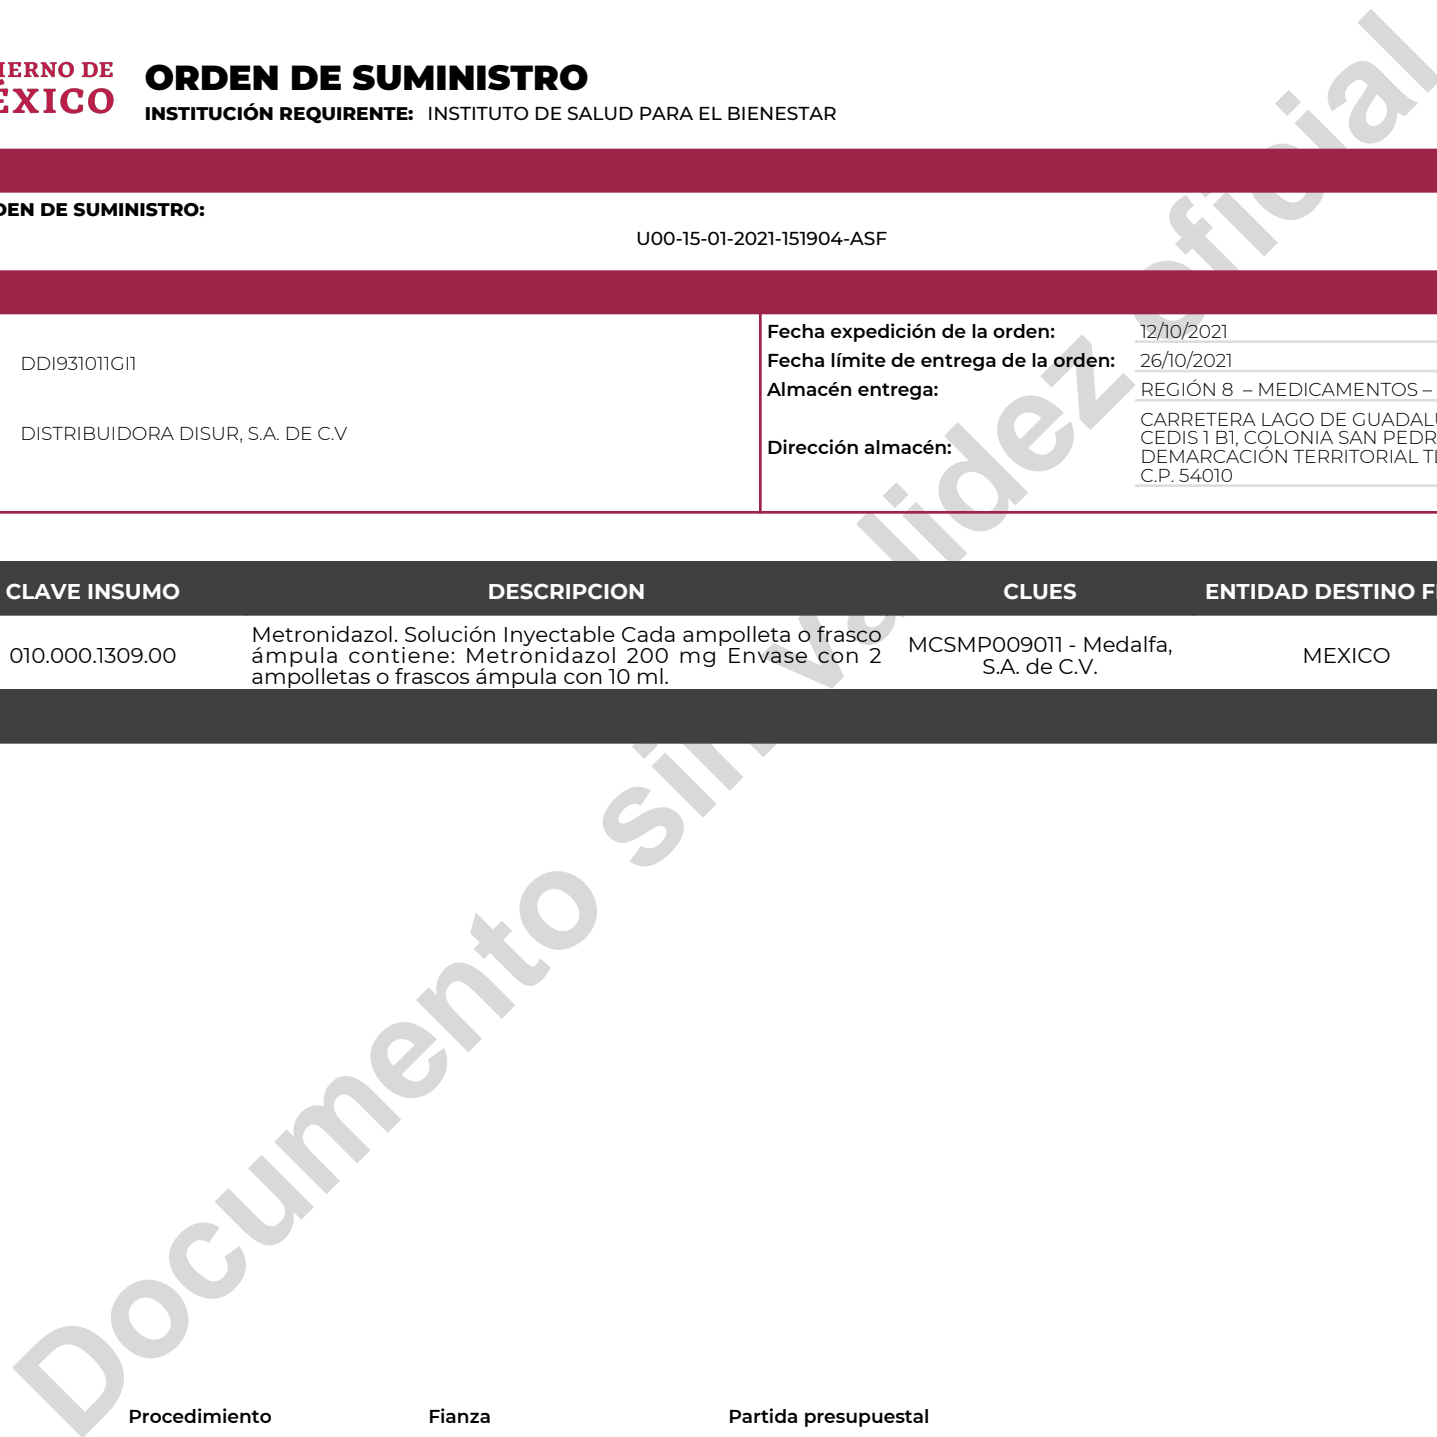 IERNO DE
ÉXICO
ORDEN DE SUMINISTRO
INSTITUCIÓN REQUIRENTE: INSTITUTO DE SALUD PARA EL BIENESTAR
DEN DE SUMINISTRO:
U00-15-01-2021-151904-ASF
DDI931011GI1
DISTRIBUIDORA DISUR, S.A. DE C.V
Fecha expedición de la orden: 12/10/2021
Fecha límite de entrega de la orden: 26/10/2021
Almacén entrega: REGIÓN 8 – MEDICAMENTOS –
Dirección almacén:
CARRETERA LAGO DE GUADALU
CEDIS 1 B1, COLONIA SAN PEDR
DEMARCACIÓN TERRITORIAL TL
C.P. 54010
CLAVE INSUMO DESCRIPCION CLUES ENTIDAD DESTINO FI
010.000.1309.00
Metronidazol. Solución Inyectable Cada ampolleta o frasco
ámpula contiene: Metronidazol 200 mg Envase con 2
ampolletas o frascos ámpula con 10 ml.
MCSMP009011 - Medalfa,
S.A. de C.V.
MEXICO
Documento sin validez oficial
Procedimiento Fianza Partida presupuestal